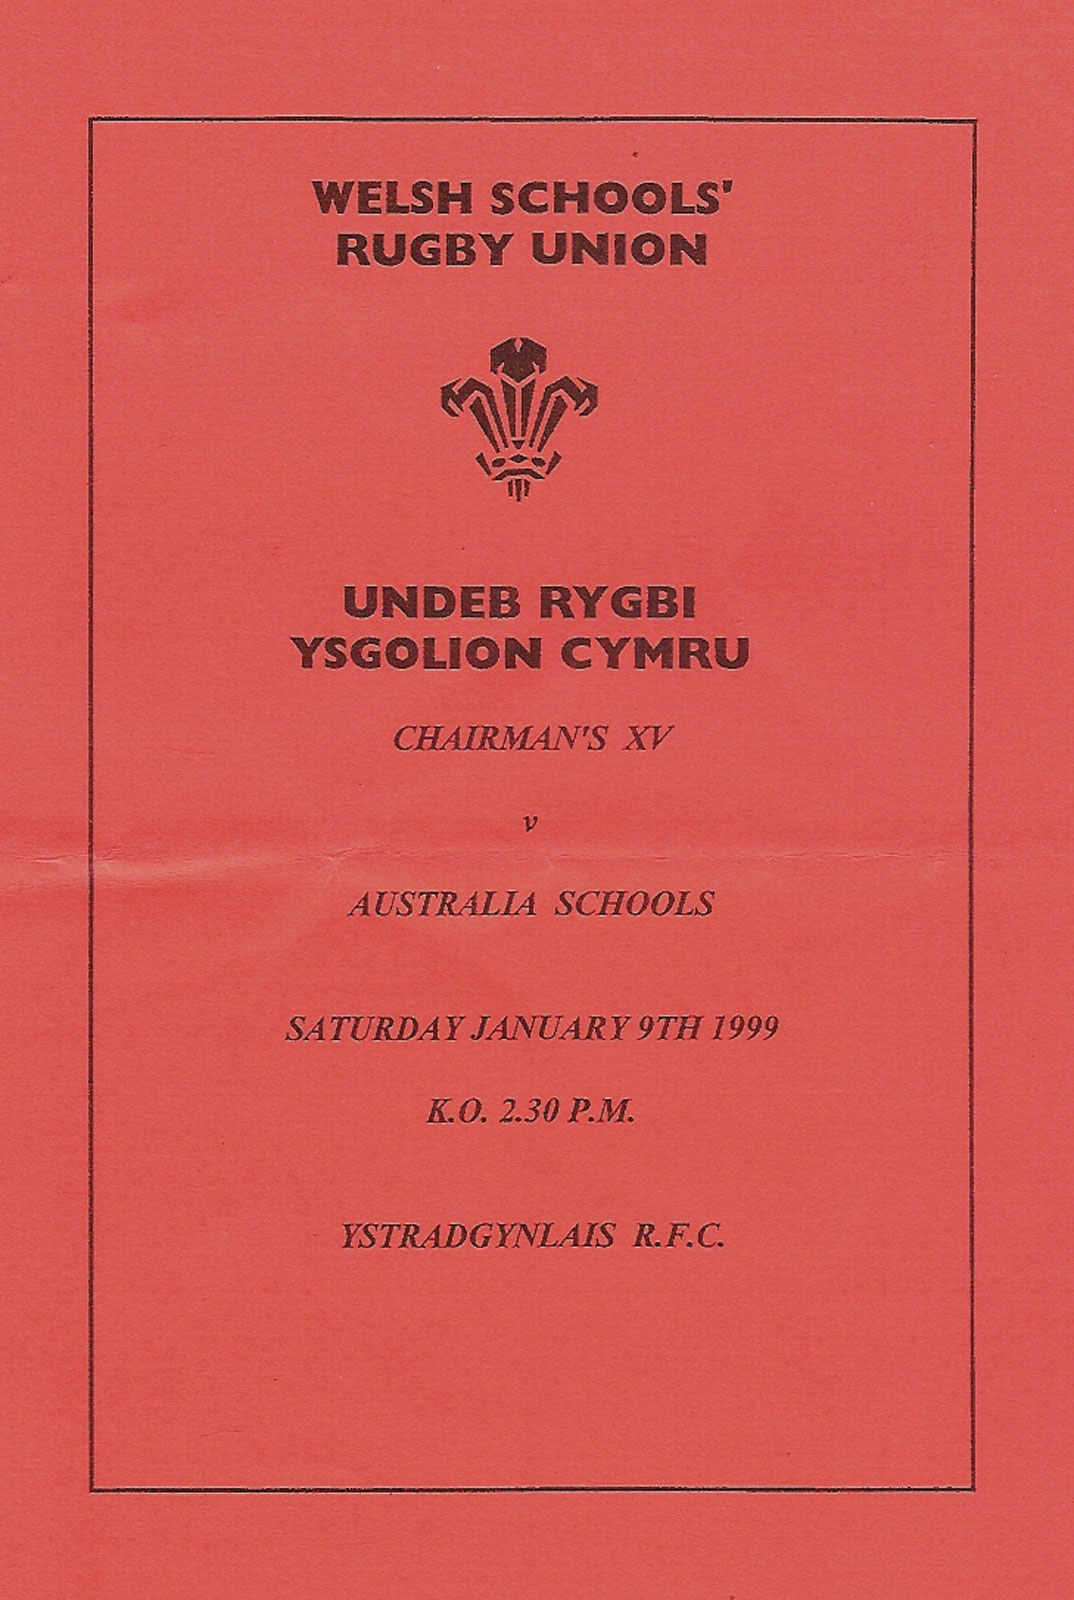 WELSH SCHOOLS'
RUGBY UNION
UNDEB RYGBI
YSGOLION CYMRU
CHAIRMAN'S XV
v
AUSTRALIA SCHOOLS
SATURDAY JANUARY 9TH 1999
K.O. 2.30 P.M.
YSTRADGYNLAIS R.F.C.